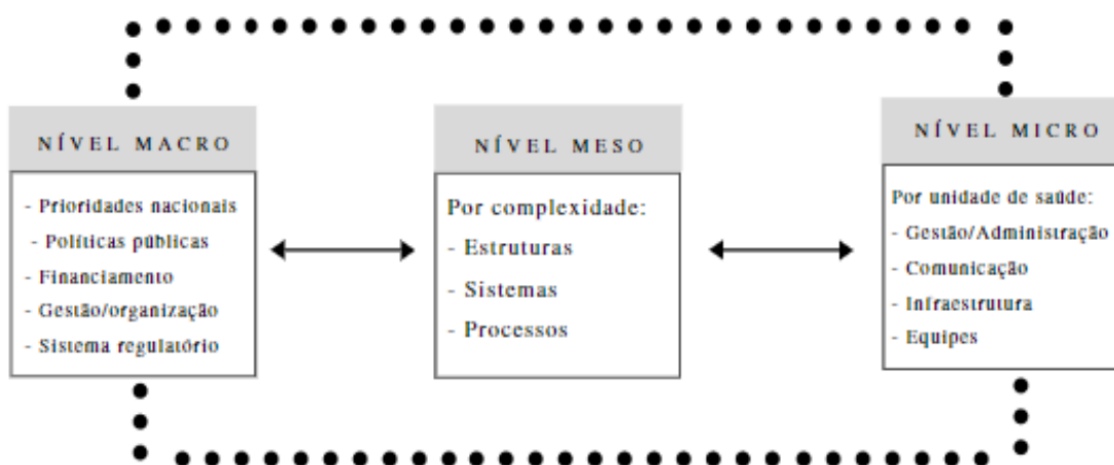 NÍVEL MACRO
- Prioridades nacionais
- Políticas públicas
- Financiamento
- Gestão/organização
- Sistema regulatório
NÍVEL MESO
Por complexidade:
- Estruturas
- Sistemas
- Processos
NÍVEL MICRO
Por unidade de saúde:
- Gestão/Administração
- Comunicação
- Infraestrutura
- Equipes